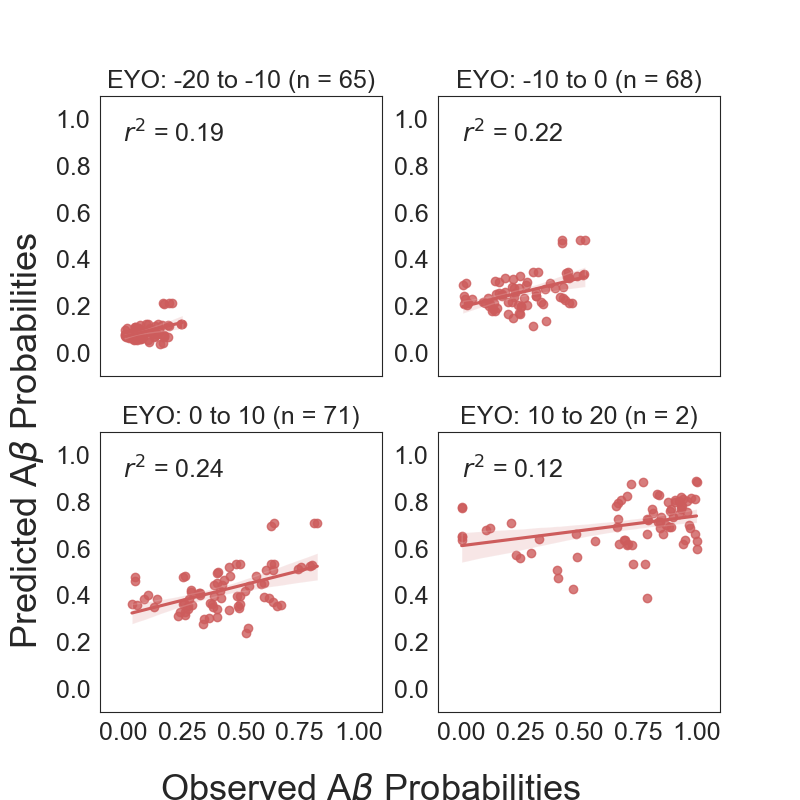 EYO: -20 to -10 (n = 65)
EYO: -10 to 0 (n = 68)
1.0
0.8
0.6
0.4
0.2
0.0
r² = 0.19
1.0
0.8
0.6
0.4
0.2
0.0
r² = 0.22
EYO: 0 to 10 (n = 71)
EYO: 10 to 20 (n = 2)
1.0
0.8
0.6
0.4
0.2
0.0
r² = 0.24
1.0
0.8
0.6
0.4
0.2
0.0
r² = 0.12
0.00 0.25 0.50 0.75 1.00
0.00 0.25 0.50 0.75 1.00
Predicted Aβ Probabilities
Observed Aβ Probabilities